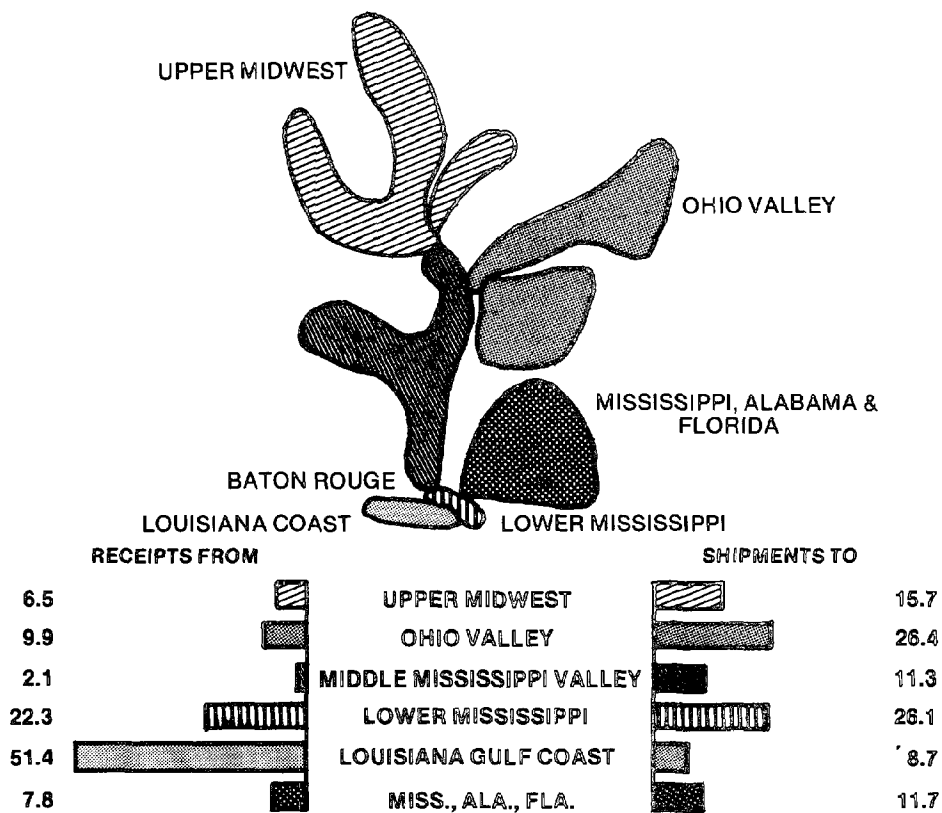 UPPER MIDWEST
OHIO VALLEY
MISSISSIPPI, ALABAMA &
FLORIDA
BATON ROUGE
LOUISIANA COAST
LOWER MISSISSIPPI
RECEIPTS FROM SHIPMENTS TO
6.5 UPPER MIDWEST 15.7
9.9 OHIO VALLEY 26.4
2.1 MIDDLE MISSISSIPPI VALLEY 11.3
22.3 LOWER MISSISSIPPI 26.1
51.4 LOUISIANA GULF COAST 8.7
7.8 MISS., ALA., FLA. 11.7